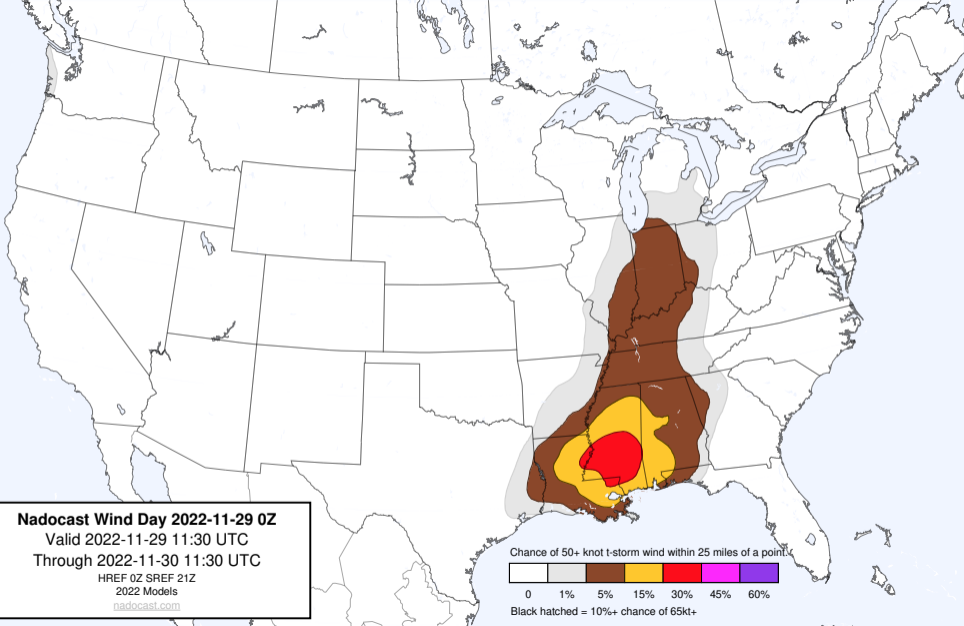 Nadocast Wind Day 2022-11-29 0Z
Valid 2022-11-29 11:30 UTC
Through 2022-11-30 11:30 UTC
HREF 0Z SREF 21Z
2022 Models
nadocast.com
Chance of 50+ knot t-storm wind within 25 miles of a point.
0 1% 5% 15% 30% 45% 60%
Black hatched = 10%+ chance of 65kt+